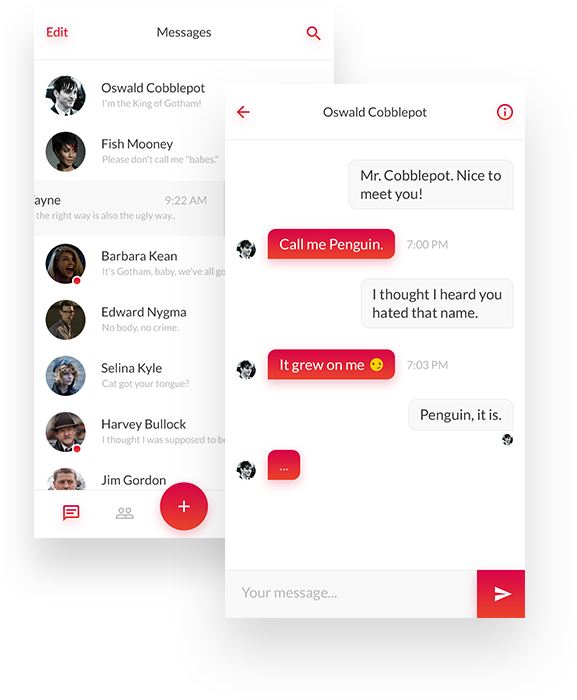 Edit
Messages
Oswald Cobblepot
I'm the King of Gotham!
Fish Mooney
Please don't call me "babes."
ayne
9:22 AM
the right way is also the ugly way..
Barbara Kean
It's Gotham, baby, we've all go
Edward Nygma
No body, no crime.
Selina Kyle
Cat got your tongue?
Harvey Bullock
I thought I was supposed to be
Jim Gordon
Oswald Cobblepot
Mr. Cobblepot. Nice to
meet you!
Call me Penguin.
7:00 PM
I thought I heard you
hated that name.
It grew on me 😏
7:03 PM
Penguin, it is.
...
Your message...